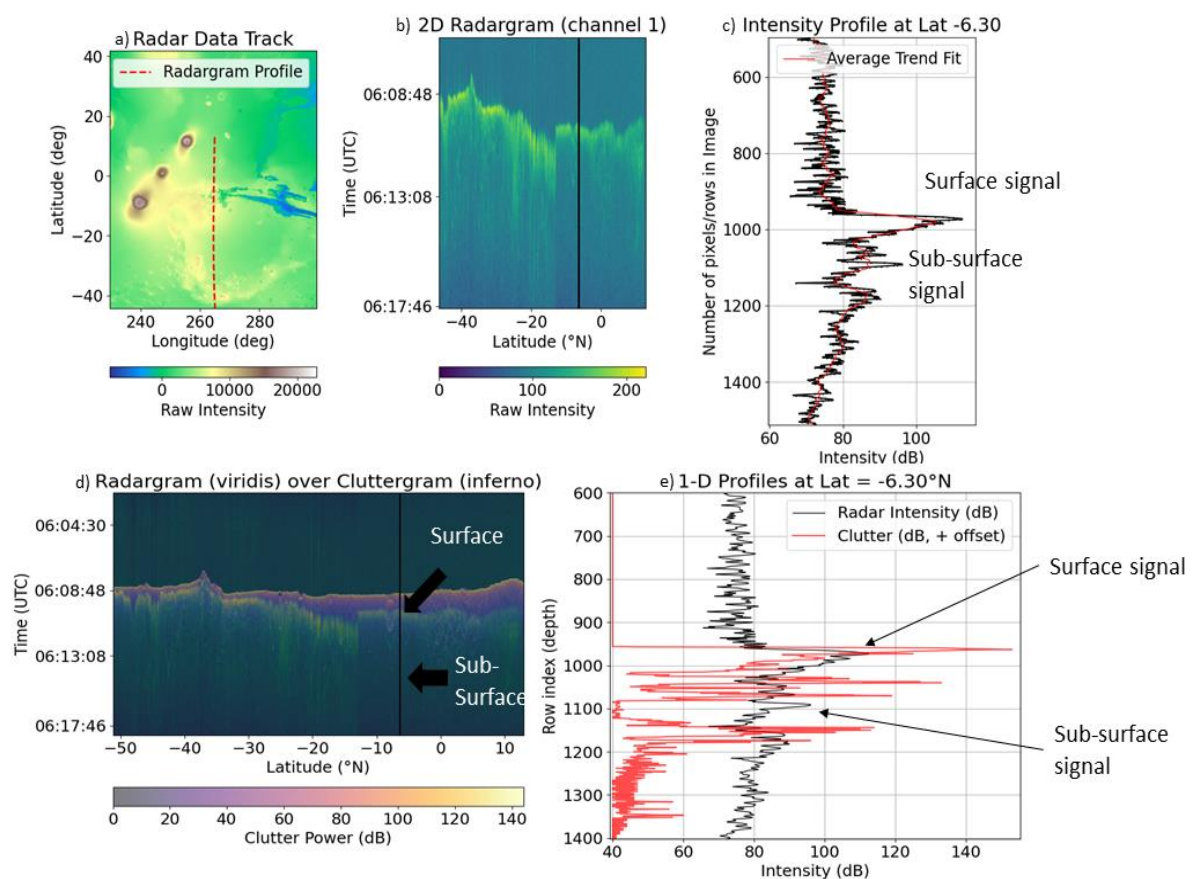 a) Radar Data Track
Radargram Profile
40
20
0
−20
−40
Latitude (deg)
240
260
280
Longitude (deg)
0
10000
20000
Raw Intensity
b) 2D Radargram (channel 1)
06:08:48
06:13:08
06:17:46
Time (UTC)
−40
−20
0
Latitude (°N)
0
100
200
Raw Intensity
c) Intensity Profile at Lat -6.30
Average Trend Fit
600
800
1000
1200
1400
Number of pixels/rows in Image
Surface signal
Sub-surface
signal
60
80
100
Intensity (dB)
d) Radargram (viridis) over Cluttergram (inferno)
06:04:30
06:08:48
06:13:08
06:17:46
Time (UTC)
Surface
Sub-
Surface
−50
−40
−30
−20
−10
0
10
Latitude (°N)
0
20
40
60
80
100
120
140
Clutter Power (dB)
e) 1-D Profiles at Lat = -6.30°N
Radar Intensity (dB)
Clutter (dB, + offset)
600
700
800
900
1000
1100
1200
1300
1400
Row index (depth)
40
60
80
100
120
140
Intensity (dB)
Surface signal
Sub-surface
signal